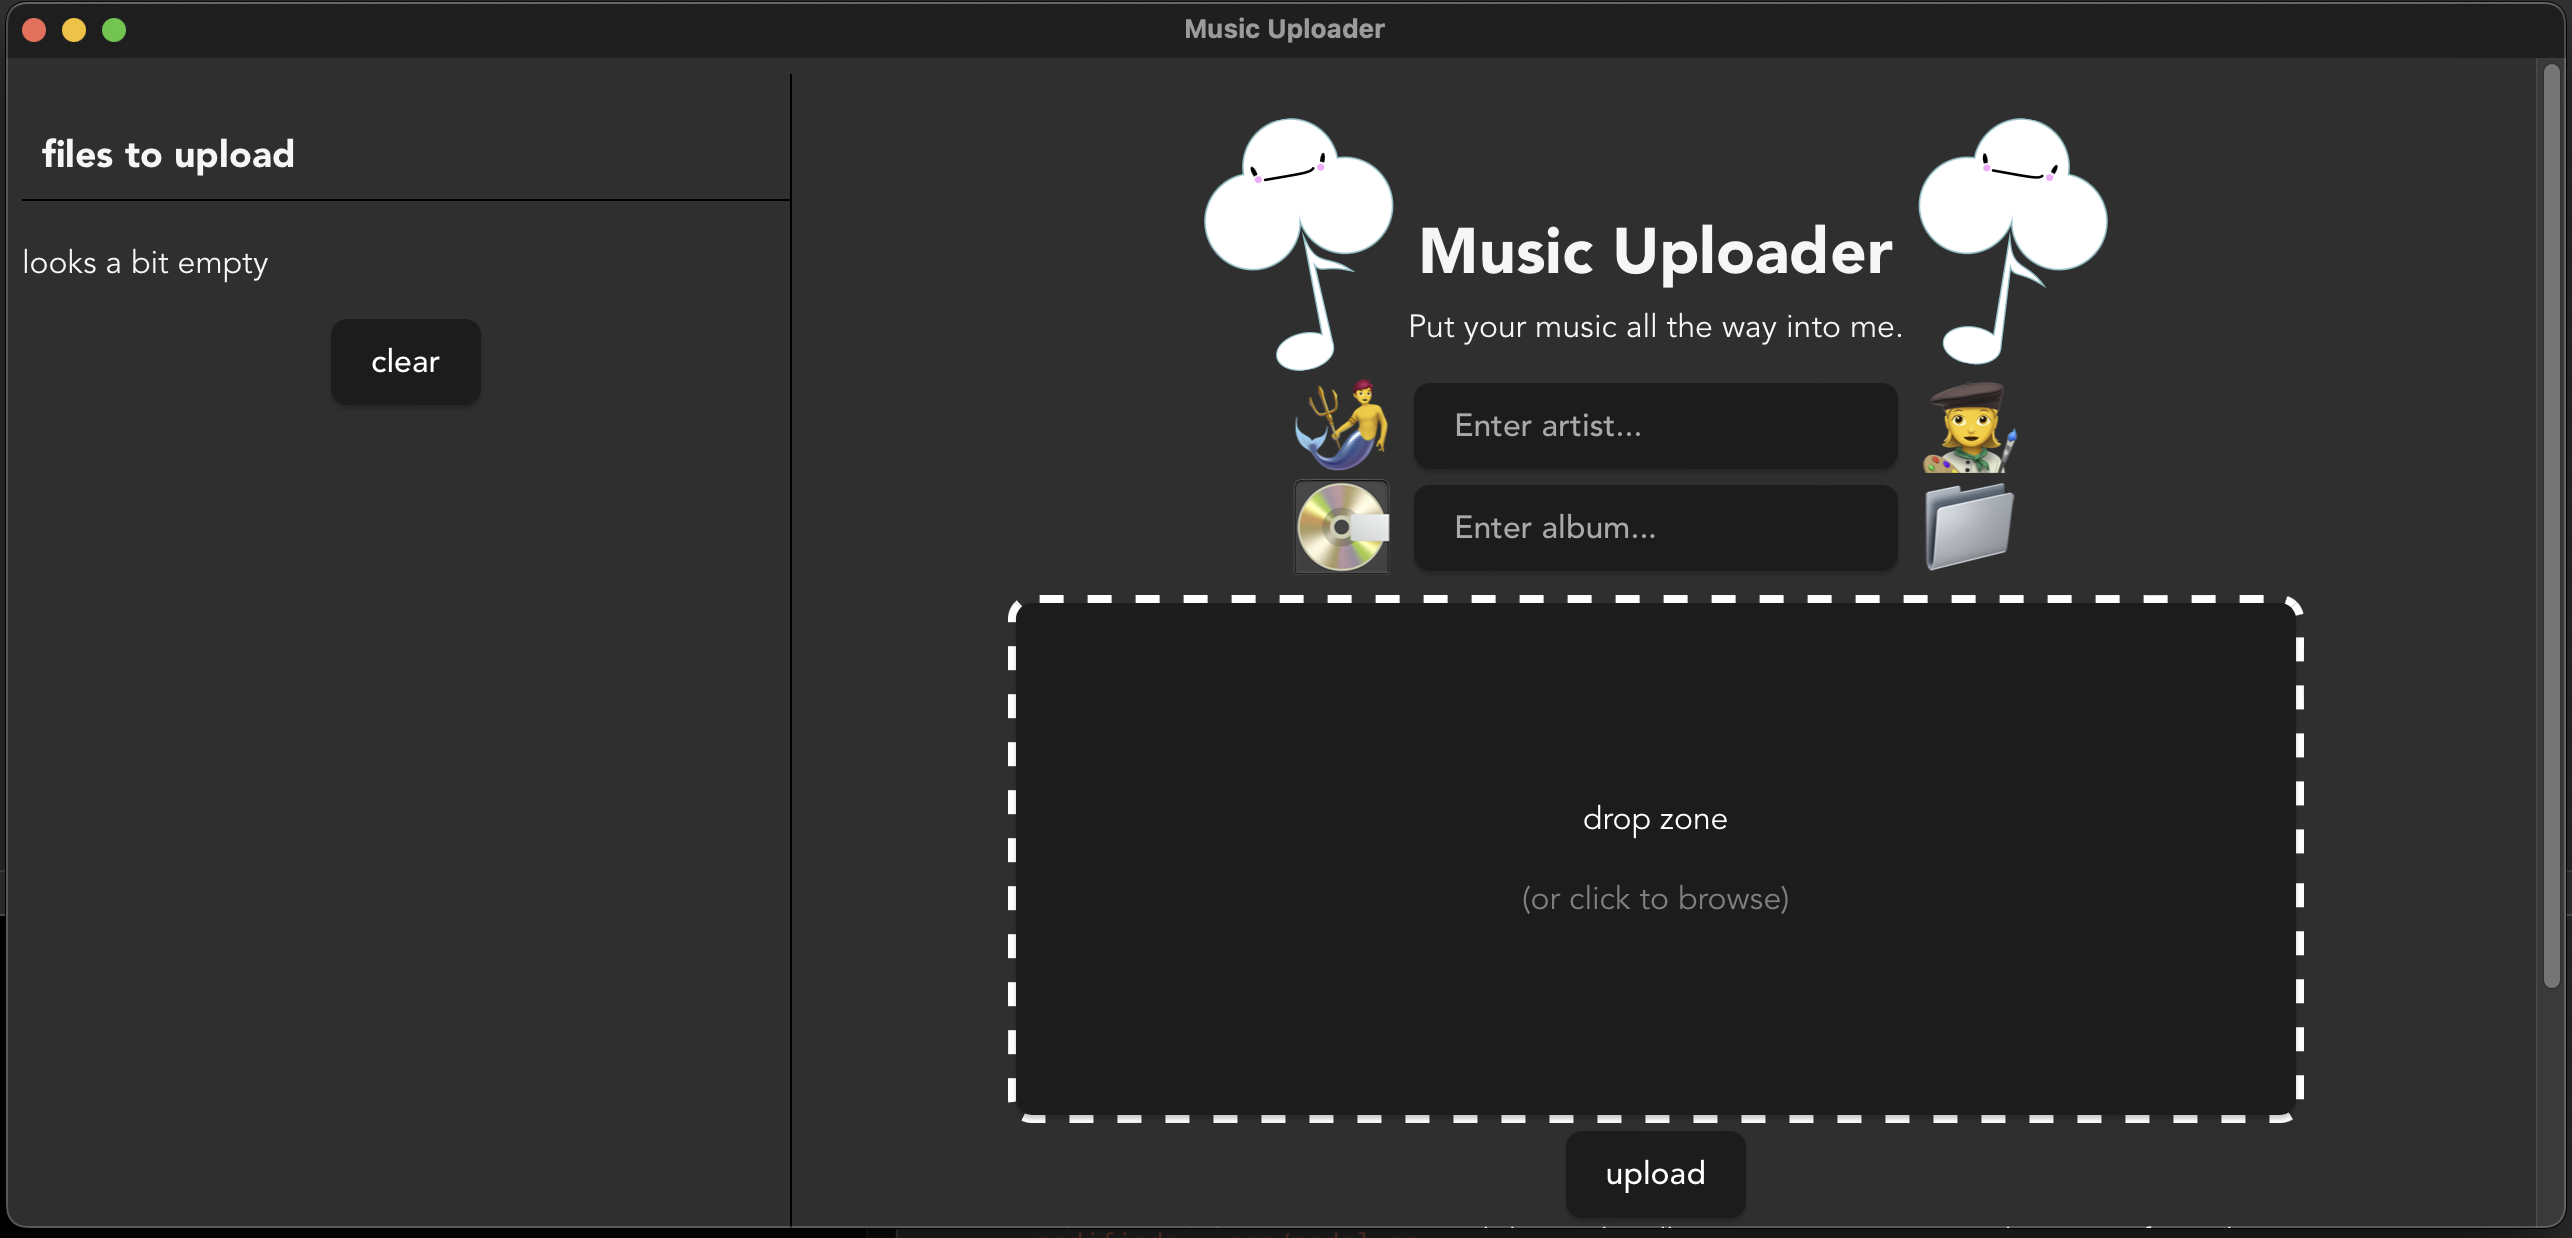 Music Uploader
files to upload
looks a bit empty
clear
Music Uploader
Put your music all the way into me.
Enter artist...
Enter album...
drop zone
(or click to browse)
upload